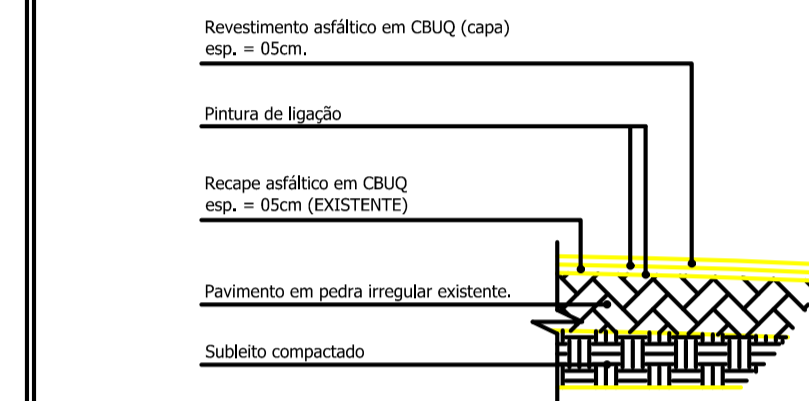 Revestimento asfáltico em CBUQ (capa)
esp. = 05cm.
Pintura de ligação
Recape asfáltico em CBUQ
esp. = 05cm (EXISTENTE)
Pavimento em pedra irregular existente.
Subleito compactado